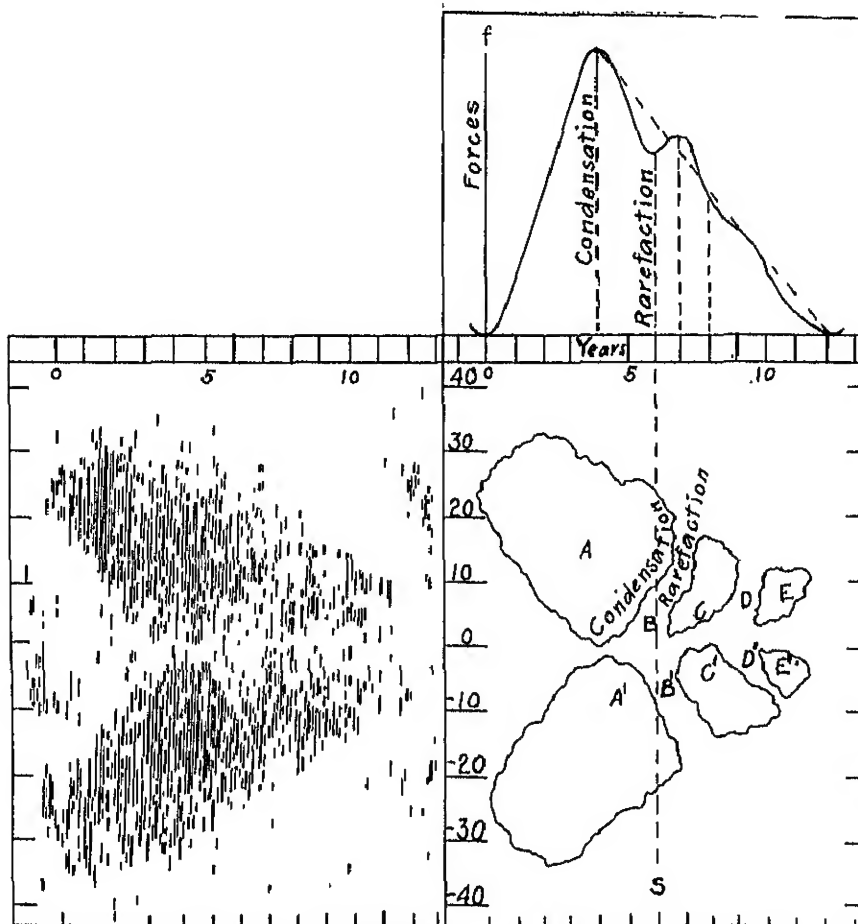 f
Forces
Condensation
Rarefaction
Years
0 5 10
40 0 5 10
30
20
10
0
-10
-20
-30
-40
A
Condensation
Rarefaction
B
C
D
E
A'
B'
C'
D'
E'
S